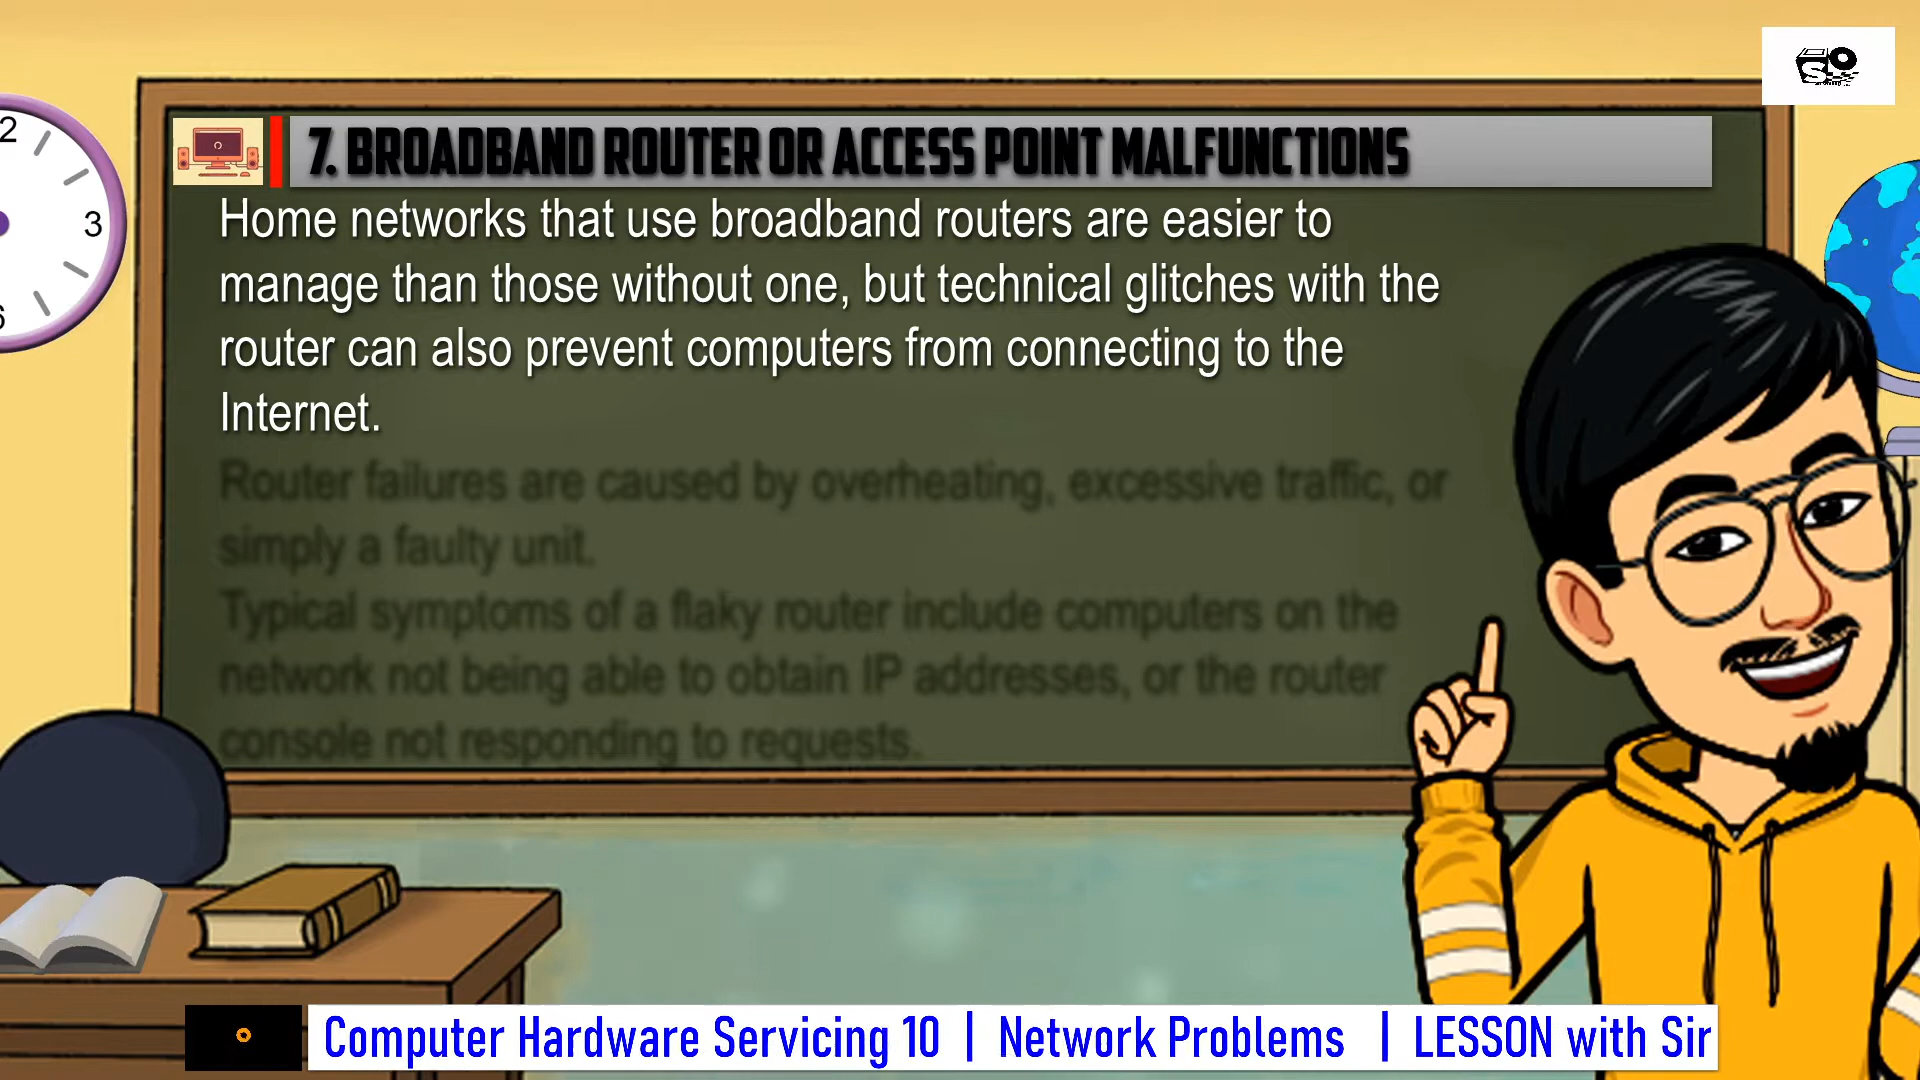 7. BROADBAND ROUTER OR ACCESS POINT MALFUNCTIONS
Home networks that use broadband routers are easier to
manage than those without one, but technical glitches with the
router can also prevent computers from connecting to the
Internet.
Router failures are caused by overheating, excessive traffic, or
simply a faulty unit.
Typical symptoms of a flaky router include computers on the
network not being able to obtain IP addresses, or the router
console not responding to requests.
2
3
6
Computer Hardware Servicing 10 | Network Problems | LESSON with Sir